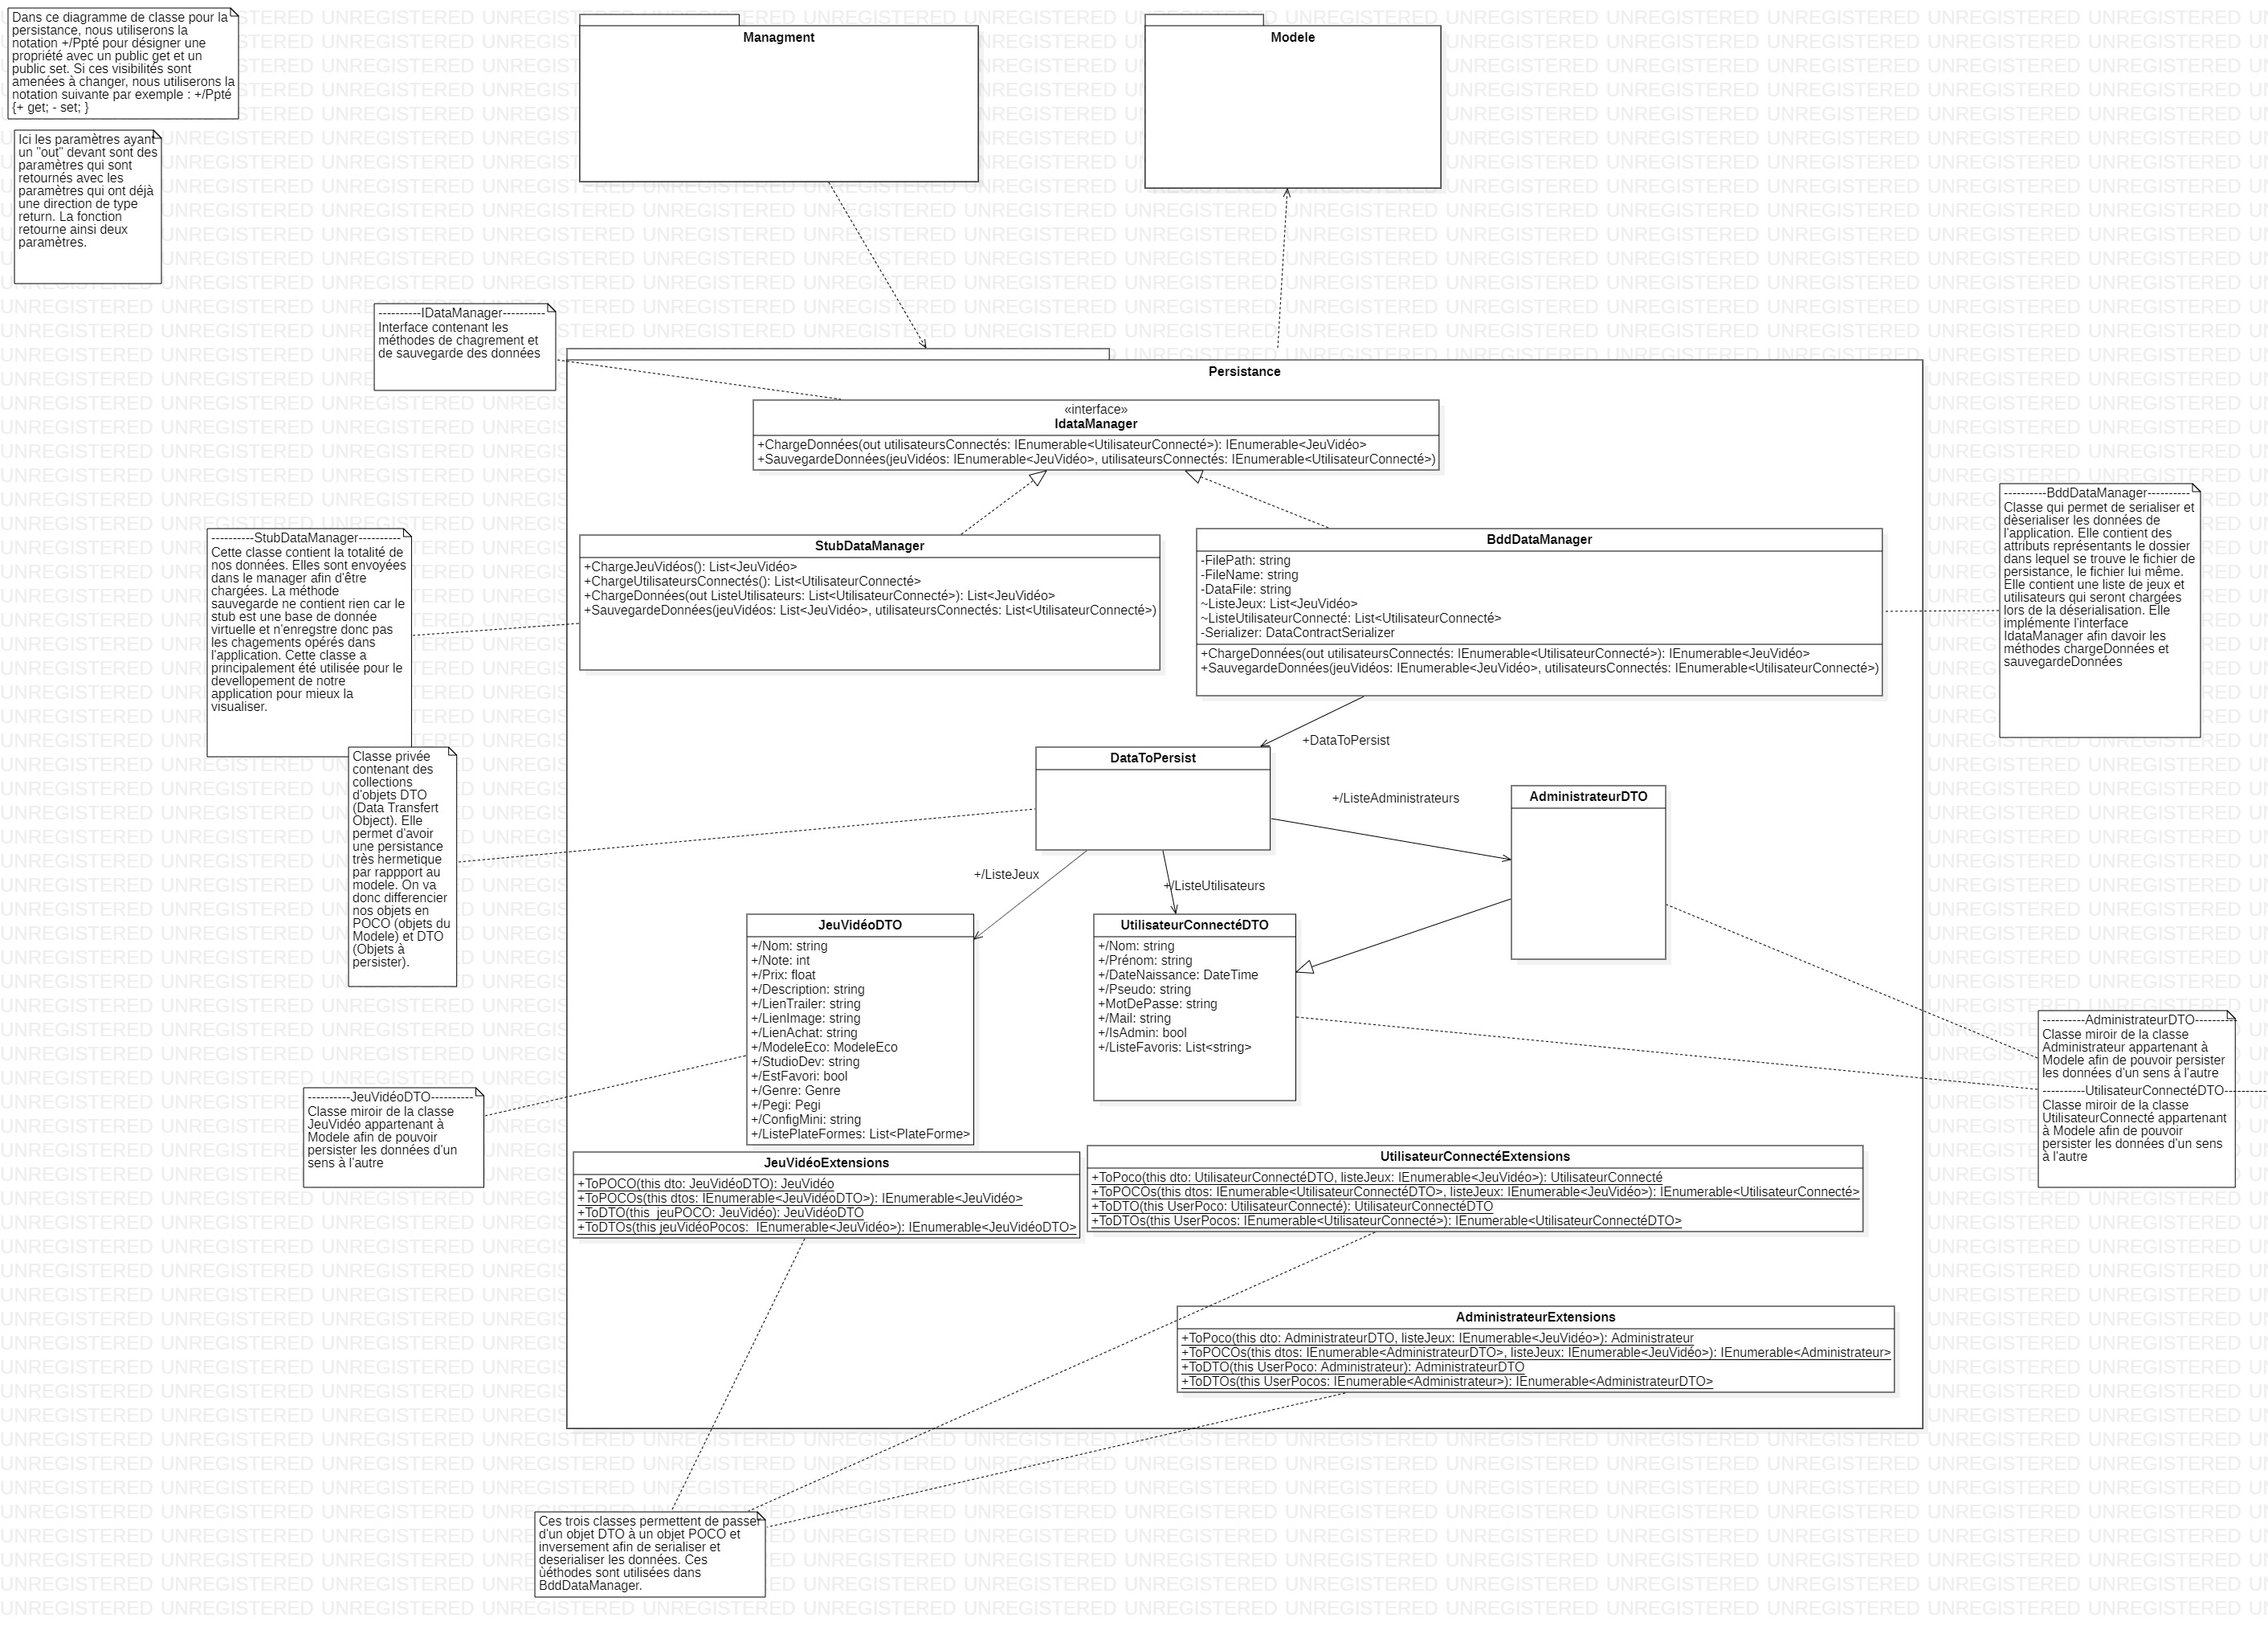 Dans ce diagramme de classe pour la
persistance, nous utiliserons la
notation +/Ppté pour désigner une
propriété avec un public get et un
public set. Si ces visibilités sont
amenées à changer, nous utiliserons la
notation suivante par exemple : +/Ppté
{+ get; - set; }
Ici les paramètres ayant
un "out" devant sont des
paramètres qui sont
retournés avec les
paramètres qui ont déjà
une direction de type
return. La fonction
retourne ainsi deux
paramètres.
Managment
Modele
----------IDataManager----------
Interface contenant les
méthodes de chagrement et
de sauvegarde des données
Persistance
«interface»
IdataManager
+ChargeDonnées(out utilisateursConnectés: IEnumerable<UtilisateurConnecté>): IEnumerable<JeuVidéo>
+SauvegardeDonnées(jeuVidéos: IEnumerable<JeuVidéo>, utilisateursConnectés: IEnumerable<UtilisateurConnecté>)
----------StubDataManager----------
Cette classe contient la totalité de
nos données. Elles sont envoyées
dans le manager afin d'être
chargées. La méthode
sauvegarde ne contient rien car le
stub est une base de donnée
virtuelle et n'enregstre donc pas
les chagements opérés dans
l'application. Cette classe a
principalement été utilisée pour le
devellopement de notre
application pour mieux la
visualiser.
StubDataManager
+ChargeJeuVidéos(): List<JeuVidéo>
+ChargeUtilisateursConnectés(): List<UtilisateurConnecté>
+ChargeDonnées(out ListeUtilisateurs: List<UtilisateurConnecté>): List<JeuVidéo>
+SauvegardeDonnées(jeuVidéos: List<JeuVidéo>, utilisateursConnectés: List<UtilisateurConnecté>)
BddDataManager
-FilePath: string
-FileName: string
-DataFile: string
~ListeJeux: List<JeuVidéo>
~ListeUtilisateurConnecté: List<UtilisateurConnecté>
-Serializer: DataContractSerializer
+ChargeDonnées(out utilisateursConnectés: IEnumerable<UtilisateurConnecté>): IEnumerable<JeuVidéo>
+SauvegardeDonnées(jeuVidéos: IEnumerable<JeuVidéo>, utilisateursConnectés: IEnumerable<UtilisateurConnecté>)
----------BddDataManager----------
Classe qui permet de serialiser et
dèserialiser les données de
l'application. Elle contient des
attributs représentants le dossier
dans lequel se trouve le fichier de
persistance, le fichier lui même.
Elle contient une liste de jeux et
utilisateurs qui seront chargées
lors de la déserialisation. Elle
implémente l'interface
IdataManager afin davoir les
méthodes chargeDonnées et
sauvegardeDonnées
+DataToPersist
Classe privée
contenant des
collections
d'objets DTO
(Data Transfert
Object). Elle
permet d'avoir
une persistance
très hermetique
par rappport au
modele. On va
donc differencier
nos objets en
POCO (objets du
Modele) et DTO
(Objets à
persister).
DataToPersist
+/ListeAdministrateurs
AdministrateurDTO
+/ListeJeux
+/ListeUtilisateurs
JeuVidéoDTO
+/Nom: string
+/Note: int
+/Prix: float
+/Description: string
+/LienTrailer: string
+/LienImage: string
+/LienAchat: string
+/ModeleEco: ModeleEco
+/StudioDev: string
+/EstFavori: bool
+/Genre: Genre
+/Pegi: Pegi
+/ConfigMini: string
+/ListePlateFormes: List<PlateForme>
UtilisateurConnectéDTO
+/Nom: string
+/Prénom: string
+/DateNaissance: DateTime
+/Pseudo: string
+MotDePasse: string
+/Mail: string
+/IsAdmin: bool
+/ListeFavoris: List<string>
----------AdministrateurDTO----------
Classe miroir de la classe
Administrateur appartenant à
Modele afin de pouvoir persister
les données d'un sens à l'autre
----------UtilisateurConnectéDTO----------
Classe miroir de la classe
UtilisateurConnecté appartenant
à Modele afin de pouvoir
persister les données d'un sens
à l'autre
----------JeuVidéoDTO----------
Classe miroir de la classe
JeuVidéo appartenant à
Modele afin de pouvoir
persister les données d'un
sens à l'autre
JeuVidéoExtensions
+ToPOCO(this dto: JeuVidéoDTO): JeuVidéo
+ToPOCOs(this dtos: IEnumerable<JeuVidéoDTO>): IEnumerable<JeuVidéo>
+ToDTO(this  jeuPOCO: JeuVidéo): JeuVidéoDTO
+ToDTOs(this jeuVidéoPocos:  IEnumerable<JeuVidéo>): IEnumerable<JeuVidéoDTO>
UtilisateurConnectéExtensions
+ToPoco(this dto: UtilisateurConnectéDTO, listeJeux: IEnumerable<JeuVidéo>): UtilisateurConnecté
+ToPOCOs(this dtos: IEnumerable<UtilisateurConnectéDTO>, listeJeux: IEnumerable<JeuVidéo>): IEnumerable<UtilisateurConnecté>
+ToDTO(this UserPoco: UtilisateurConnecté): UtilisateurConnectéDTO
+ToDTOs(this UserPocos: IEnumerable<UtilisateurConnecté>): IEnumerable<UtilisateurConnectéDTO>
AdministrateurExtensions
+ToPoco(this dto: AdministrateurDTO, listeJeux: IEnumerable<JeuVidéo>): Administrateur
+ToPOCOs(this dtos: IEnumerable<AdministrateurDTO>, listeJeux: IEnumerable<JeuVidéo>): IEnumerable<Administrateur>
+ToDTO(this UserPoco: Administrateur): AdministrateurDTO
+ToDTOs(this UserPocos: IEnumerable<Administrateur>): IEnumerable<AdministrateurDTO>
Ces trois classes permettent de passer
d'un objet DTO à un objet POCO et
inversement afin de serialiser et
deserialiser les données. Ces
ùéthodes sont utilisées dans
BddDataManager.